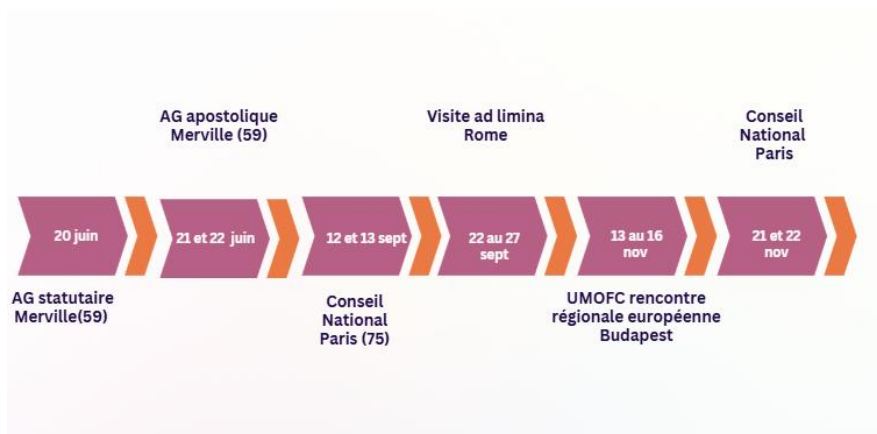 AG apostolique
Merville (59)
Visite ad limina
Rome
Conseil
National
Paris
20 juin
21 et 22 juin
12 et 13 sept
22 au 27
sept
13 au 16
nov
21 et 22
nov
AG statutaire
Merville(59)
Conseil
National
Paris (75)
UMOFC rencontre
régionale européenne
Budapest